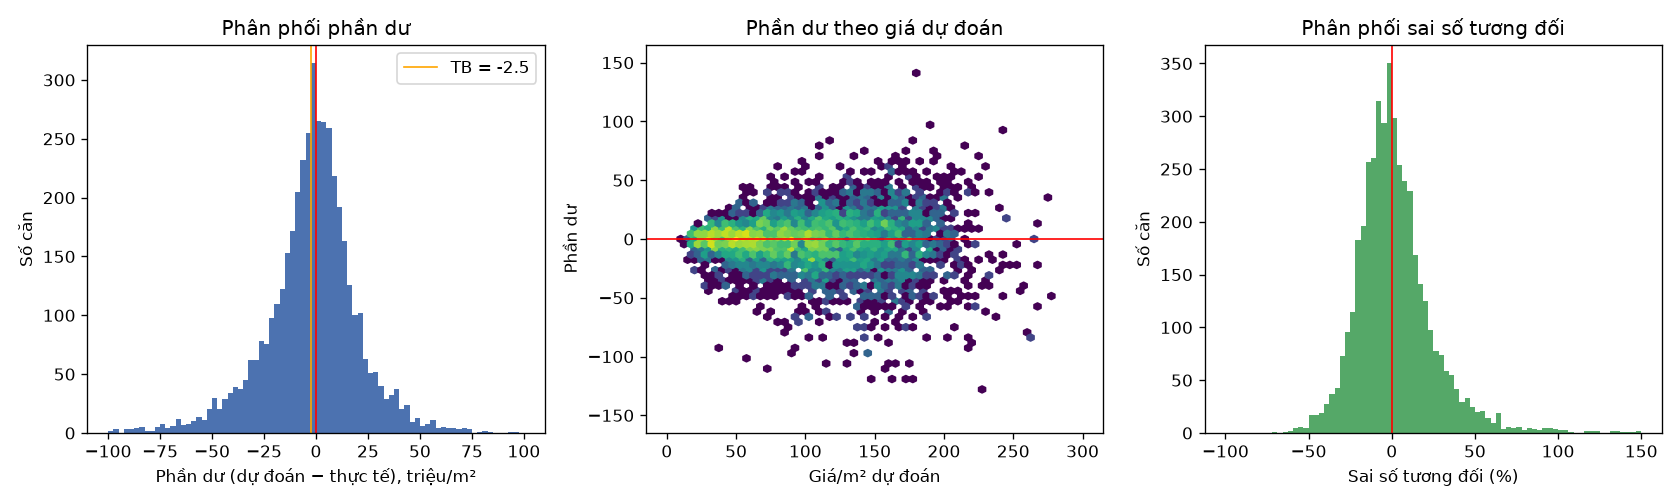 Phân phối phần dư
300
250
200
150
100
50
0
Số căn
TB = -2.5
−100 −75 −50 −25 0 25 50 75 100
Phần dư (dự đoán − thực tế), triệu/m²
Phần dư theo giá dự đoán
150
100
50
0
−50
−100
−150
Phần dư
0 50 100 150 200 250 300
Giá/m² dự đoán
Phân phối sai số tương đối
350
300
250
200
150
100
50
0
Số căn
−100 −50 0 50 100 150
Sai số tương đối (%)